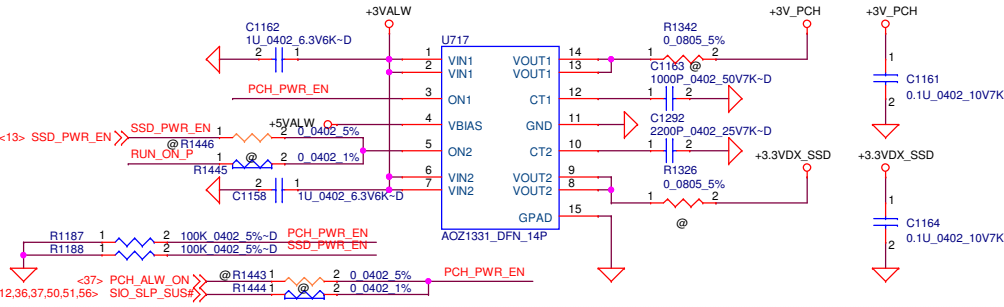 +3VALW
C1162
1U_0402_6.3V6K~D
2 1
U717
1 VIN1
2 VIN1
PCH_PWR_EN
3 ON1
+5VALW
4 VBIAS
<13> SSD_PWR_EN
SSD_PWR_EN
1 2
0_0402_5%
@ R1446
5 ON2
RUN_ON_P
1 2
0_0402_1%
@
R1445
6 VIN2
7 VIN2
2 1
C1158
1U_0402_6.3V6K~D
VOUT1 14
VOUT1 13
CT1 12
GND 11
CT2 10
VOUT2 9
VOUT2 8
GPAD 15
AOZ1331_DFN_14P
R1342
0_0805_5%
1 2
@
+3V_PCH
C1163
1000P_0402_50V7K~D
1 2
C1292
2200P_0402_25V7K~D
1 2
R1326
0_0805_5%
1 2
@
+3.3VDX_SSD
+3V_PCH
1
C1161
0.1U_0402_10V7K
2
+3.3VDX_SSD
1
C1164
0.1U_0402_10V7K
2
R1187 1 2 100K_0402_5%~D PCH_PWR_EN
R1188 1 2 100K_0402_5%~D SSD_PWR_EN
<37> PCH_ALW_ON @ R1443 1 2 0_0402_5% PCH_PWR_EN
12,36,37,50,51,56> SIO_SLP_SUS# R1444 1 @ 2 0_0402_1%